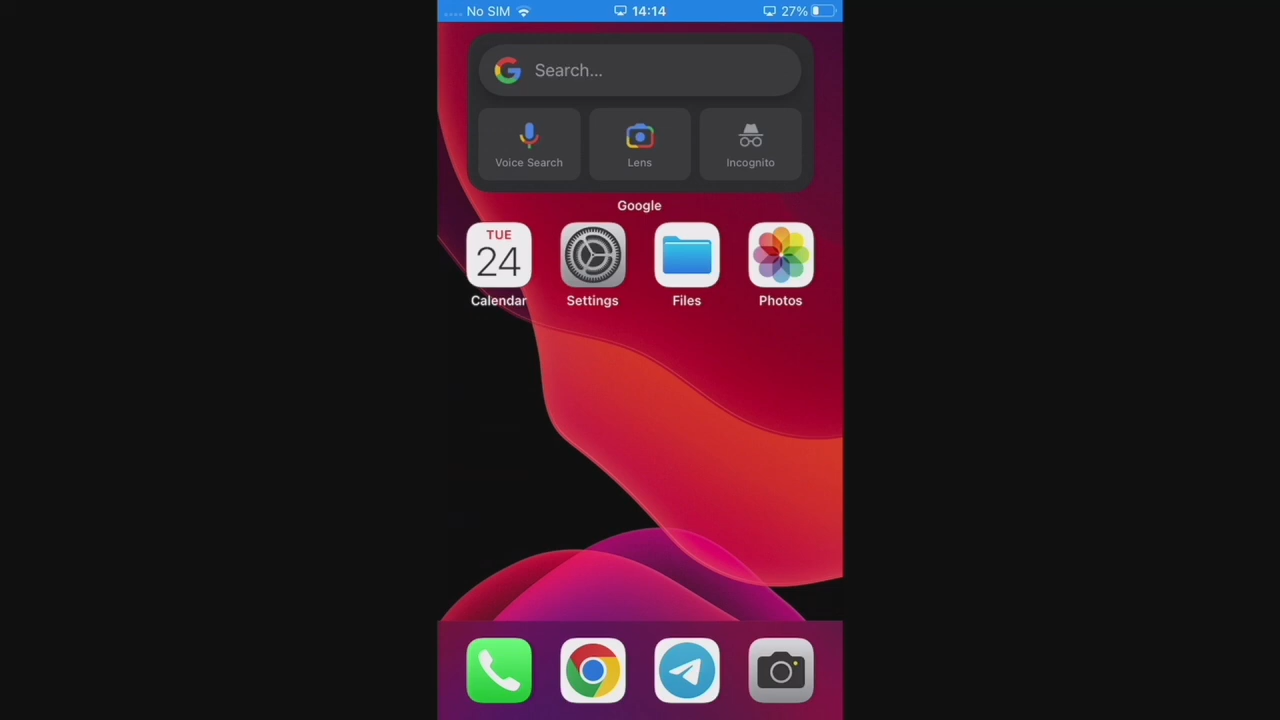 No SIM 14:14 27%
Search...
Voice Search Lens Incognito
Google
TUE
24
Calendar Settings Files Photos